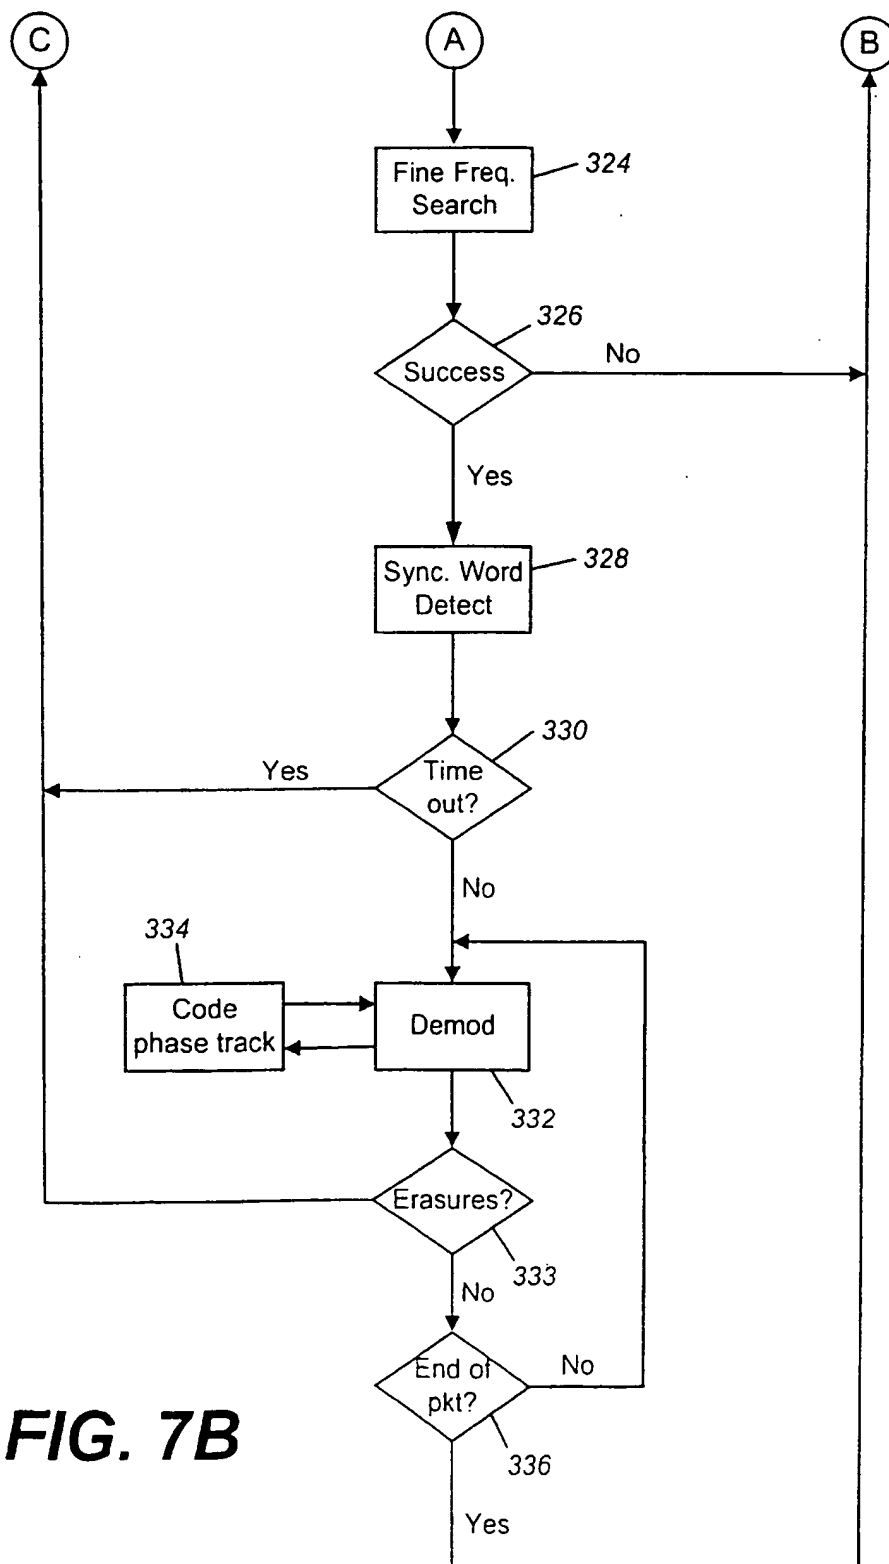 C
A
B
Fine Freq.
Search
324
326
Success
No
Yes
Sync. Word
Detect
328
330
Time
out?
Yes
No
334
Code
phase track
Demod
332
Erasures?
333
No
End of
pkt?
No
336
Yes
FIG. 7B